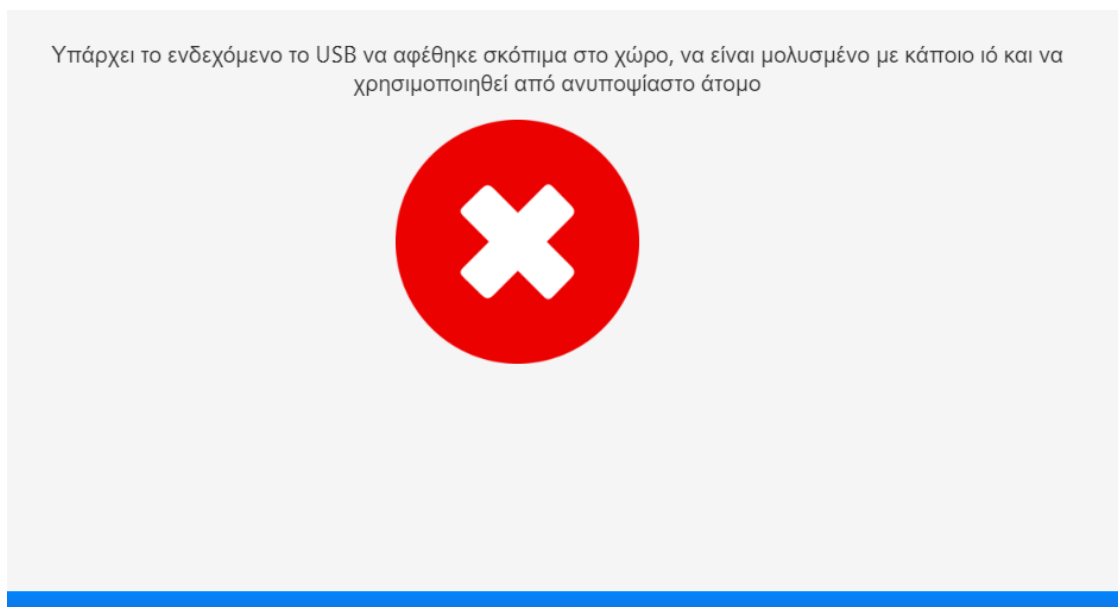 Υπάρχει το ενδεχόμενο το USB να αφέθηκε σκόπιμα στο χώρο, να είναι μολυσμένο με κάποιο ιό και να
χρησιμοποιηθεί από ανυποψίαστο άτομο